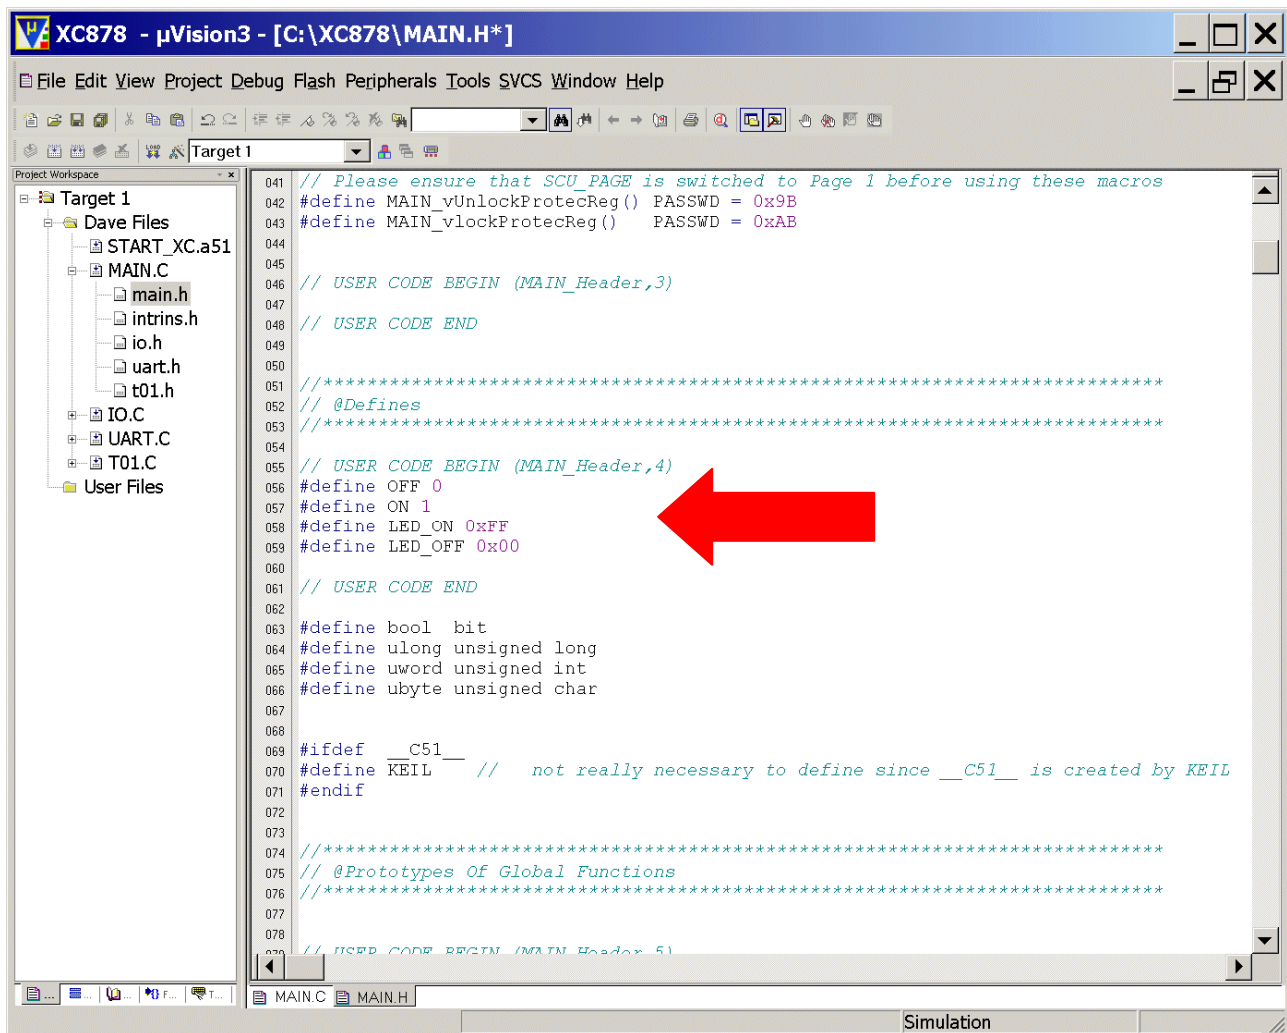 XC878 - µVision3 - [C:\XC878\MAIN.H*]
File Edit View Project Debug Flash Peripherals Tools SVCS Window Help
Target 1
Project Workspace
Target 1
Dave Files
START_XC.a51
MAIN.C
main.h
intrins.h
io.h
uart.h
t01.h
IO.C
UART.C
T01.C
User Files
041 // Please ensure that SCU_PAGE is switched to Page 1 before using these macros
042 #define MAIN_vUnlockProtecReg() PASSWD = 0x9B
043 #define MAIN_vlockProtecReg()   PASSWD = 0xAB
044
045
046 // USER CODE BEGIN (MAIN_Header,3)
047
048 // USER CODE END
049
050
051 //****************************************************************************
052 // @Defines
053 //****************************************************************************
054
055 // USER CODE BEGIN (MAIN_Header,4)
056 #define OFF 0
057 #define ON 1
058 #define LED_ON 0xFF
059 #define LED_OFF 0x00
060
061 // USER CODE END
062
063 #define bool  bit
064 #define ulong unsigned long
065 #define uword unsigned int
066 #define ubyte unsigned char
067
068
069 #ifdef  __C51__
070 #define KEIL    //   not really necessary to define since __C51__ is created by KEIL
071 #endif
072
073
074 //****************************************************************************
075 // @Prototypes Of Global Functions
076 //****************************************************************************
077
078
079 // USER CODE BEGIN (MAIN_Header,5)
... ... ... F... T...
MAIN.C MAIN.H
Simulation